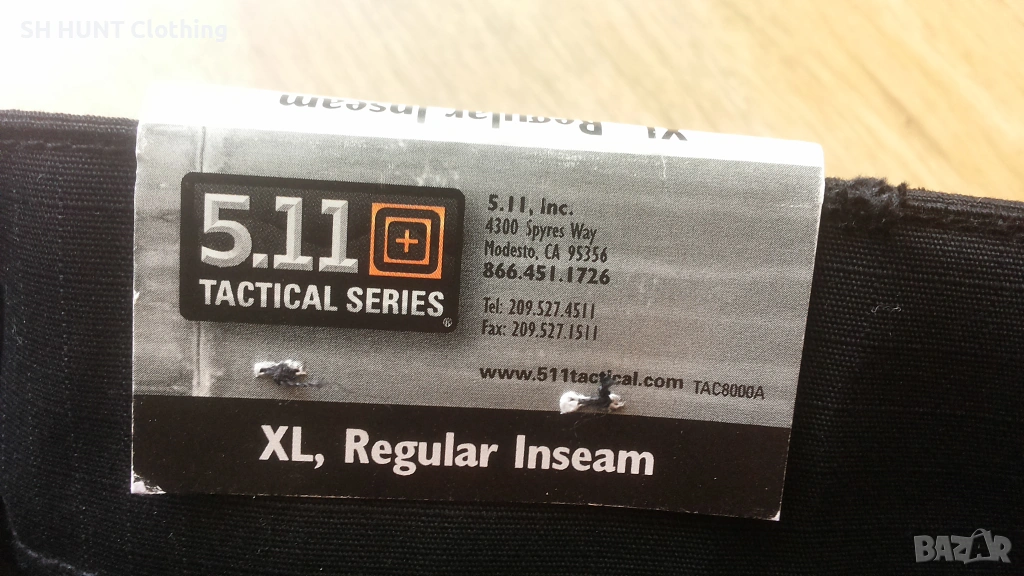 SH HUNT Clothing
XL, Regular Inseam
5.11
TACTICAL SERIES
®
5.11, Inc.
4300 Spyres Way
Modesto, CA 95356
866.451.1726
Tel: 209.527.4511
Fax: 209.527.1511
www.511tactical.com TAC8000A
XL, Regular Inseam
BAZAR